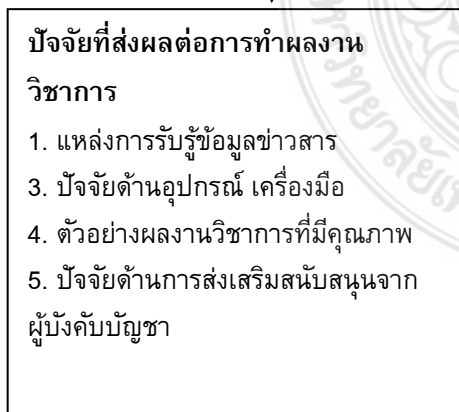 ปัจจัยที่ส่งผลต่อการทำผลงาน
วิชาการ
1. แหล่งการรับรู้ข้อมูลข่าวสาร
3. ปัจจัยด้านอุปกรณ์ เครื่องมือ
4. ตัวอย่างผลงานวิชาการที่มีคุณภาพ
5. ปัจจัยด้านการส่งเสริมสนับสนุนจาก
ผู้บังคับบัญชา